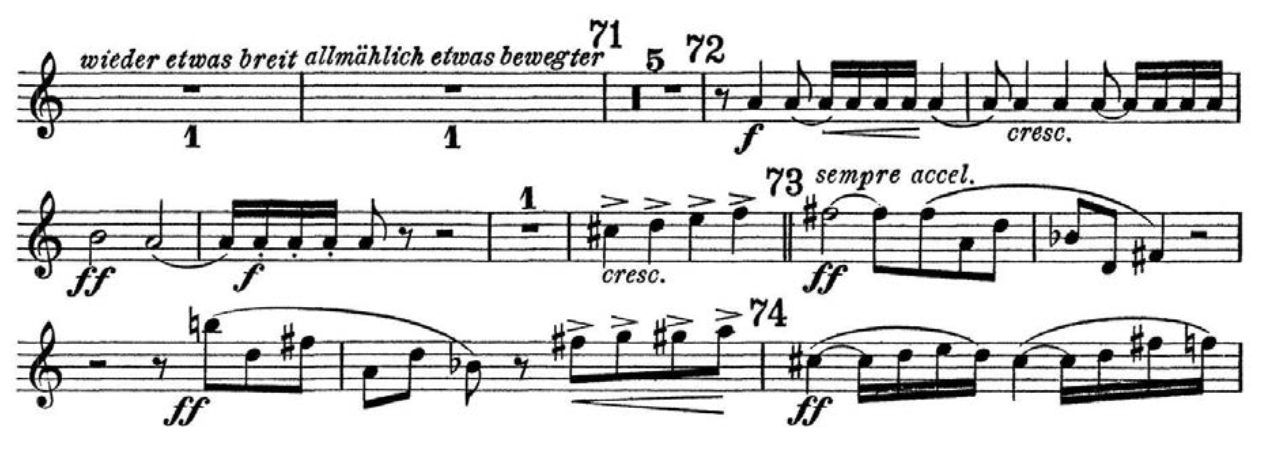 wieder etwas breit allmählich etwas bewegter 71 5 72
1 1 f cresc.
1 73 sempre accel.
ff f cresc. ff
74
ff ff